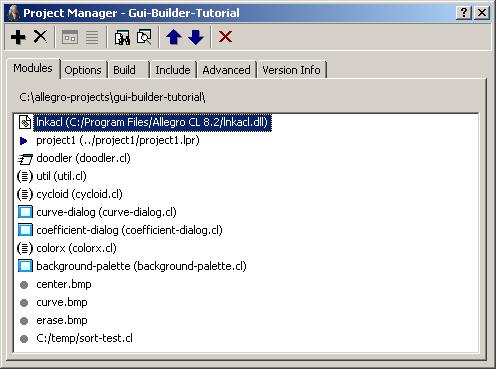 Project Manager - Gui-Builder-Tutorial
Modules Options Build Include Advanced Version Info
C:\allegro-projects\gui-builder-tutorial\
lnkacl (C:/Program Files/Allegro CL 8.2/lnkacl.dll)
project1 (../project1/project1.lpr)
doodler (doodler.cl)
util (util.cl)
cycloid (cycloid.cl)
curve-dialog (curve-dialog.cl)
coefficient-dialog (coefficient-dialog.cl)
colorx (colorx.cl)
background-palette (background-palette.cl)
center.bmp
curve.bmp
erase.bmp
C:/temp/sort-test.cl